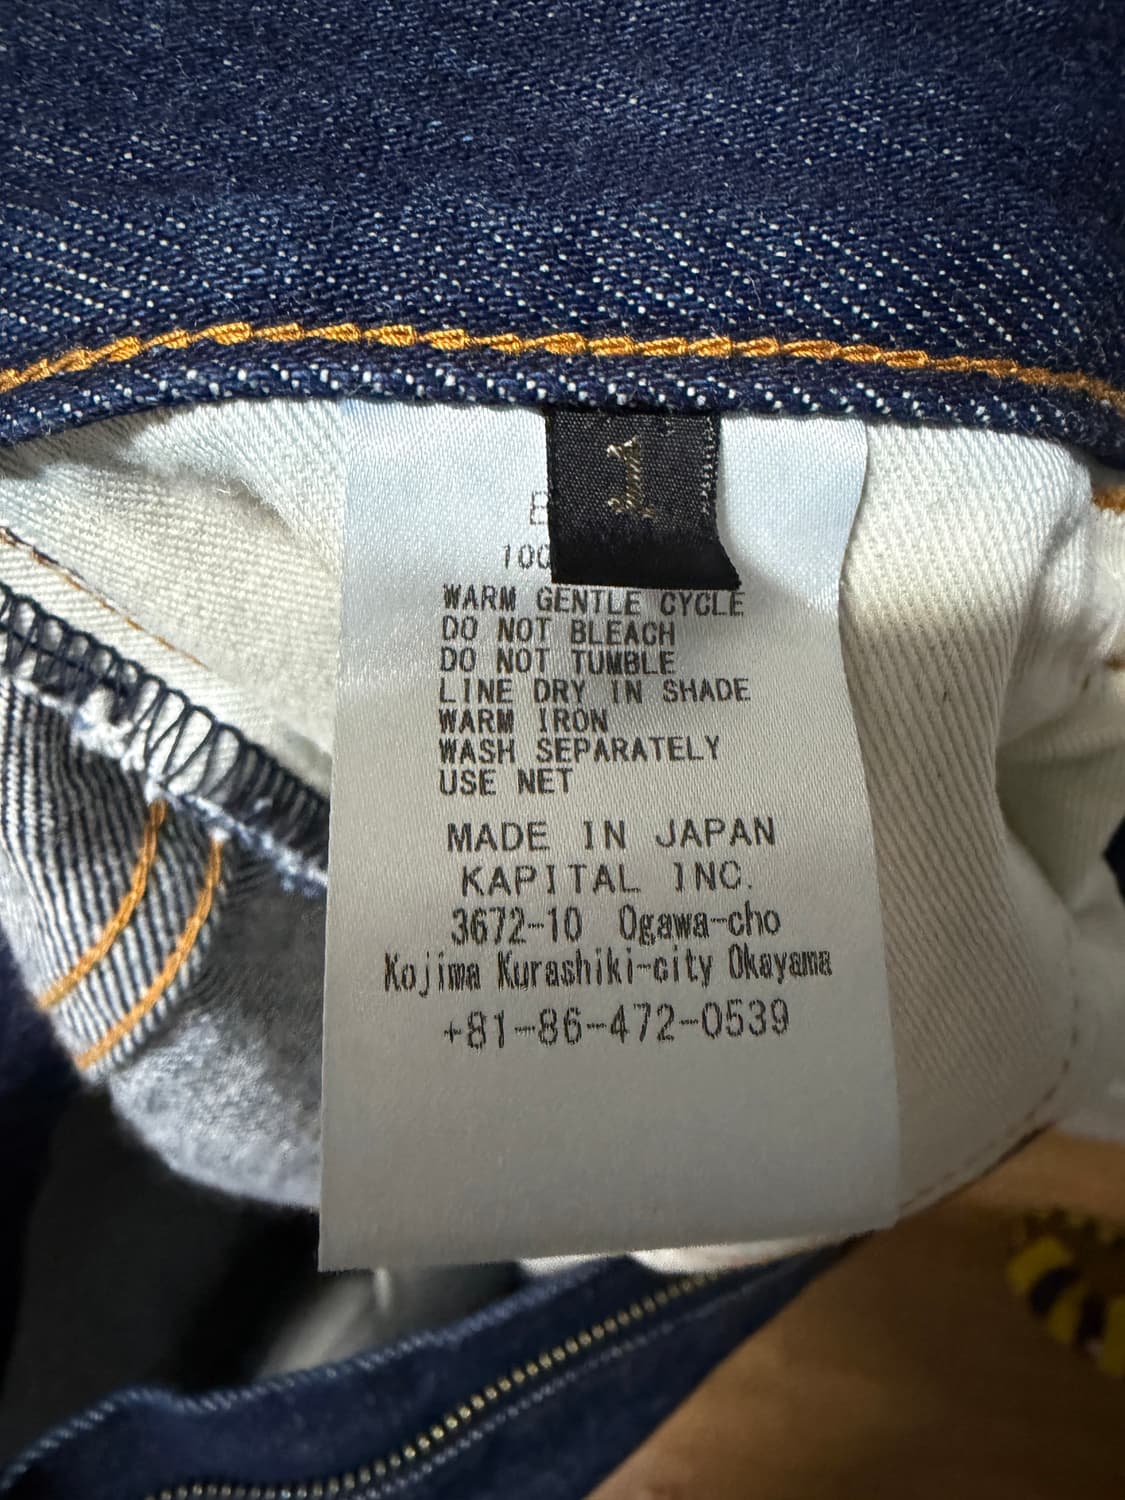 1
100
WARM GENTLE CYCLE
DO NOT BLEACH
DO NOT TUMBLE
LINE DRY IN SHADE
WARM IRON
WASH SEPARATELY
USE NET
MADE IN JAPAN
KAPITAL INC.
3672-10 Ogawa-cho
Kojima Kurashiki-city Okayama
+81-86-472-0539